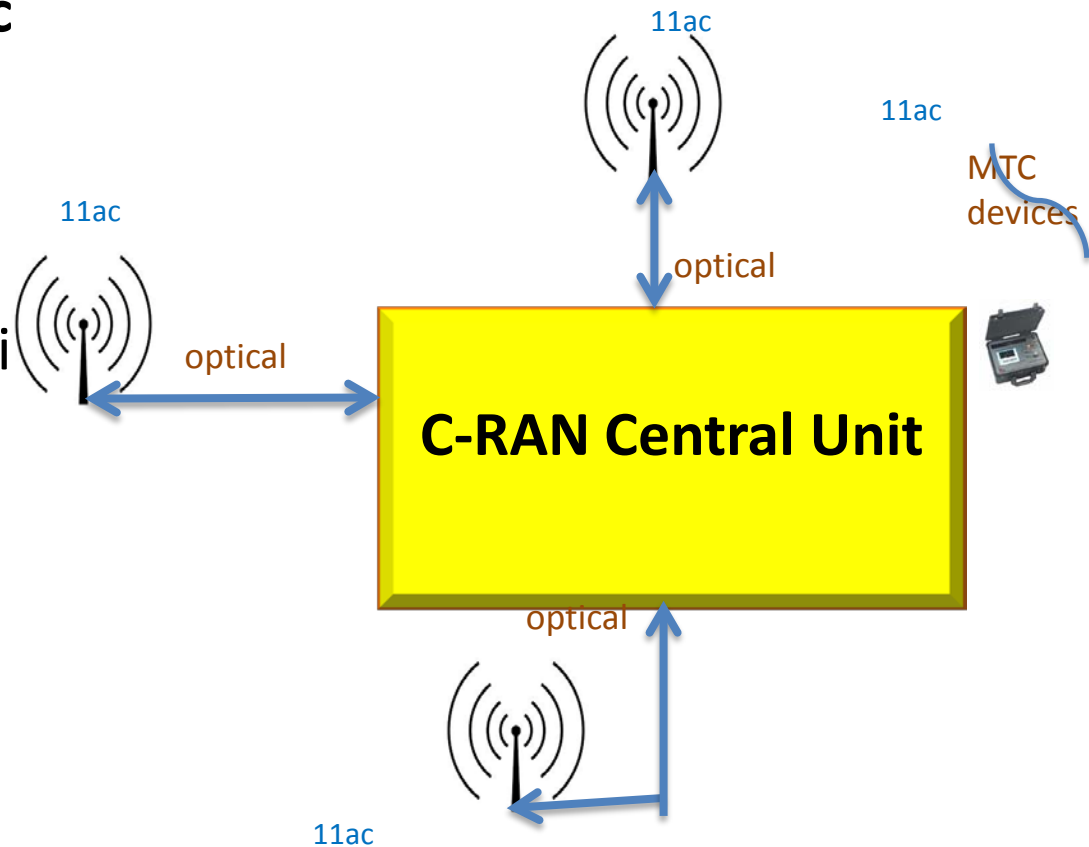 c
11ac
11ac
MTC
devices
11ac
optical
i
optical
C-RAN Central Unit
optical
11ac